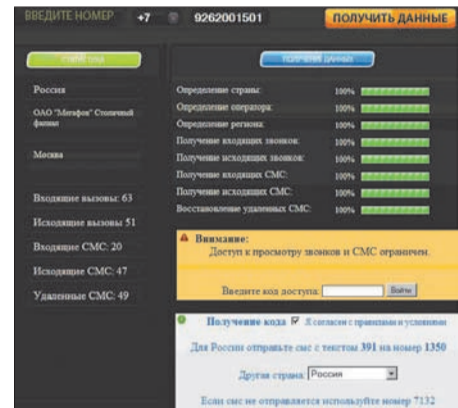 ВВЕДИТЕ НОМЕР +7 9262001501 ПОЛУЧИТЬ ДАННЫЕ
СТАТИСТИКА
ПОЛУЧЕНИЕ ДАННЫХ
Россия
ОАО "Мегафон" Столичный
филиал
Москва
Входящие вызовы: 63
Исходящие вызовы 51
Входящие СМС: 20
Исходящие СМС: 47
Удаленные СМС: 49
Определение страны: 100%
Определение оператора: 100%
Определение региона: 100%
Получение входящих звонков: 100%
Получение исходящих звонков: 100%
Получение входящих СМС: 100%
Получение исходящих СМС: 100%
Восстановление удаленных СМС: 100%
Внимание:
Доступ к просмотру звонков и СМС ограничен.
Введите код доступа: Войти
Получение кода Я согласен с правилами и условиями
Для России отправьте смс с текстом 391 на номер 1350
Другая страна: Россия
Если смс не отправляется используйте номер 7132